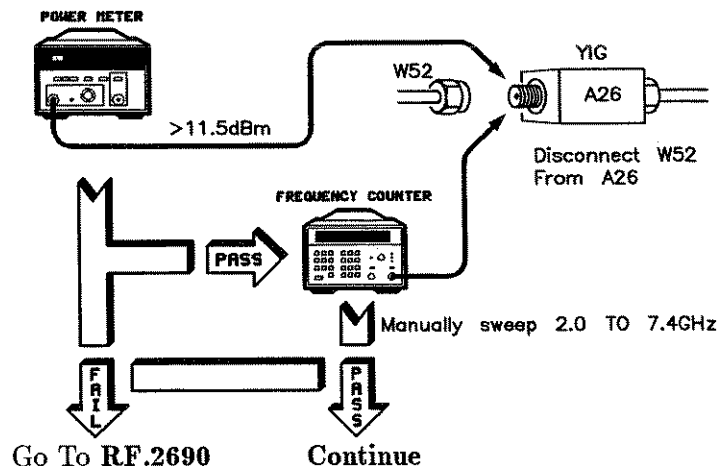 POWER METER
YIG
W52
A26
>11.5dBm
Disconnect W52
From A26
FREQUENCY COUNTER
PASS
Manually sweep 2.0 TO 7.4GHz
FAIL
PASS
Go To RF.2690
Continue